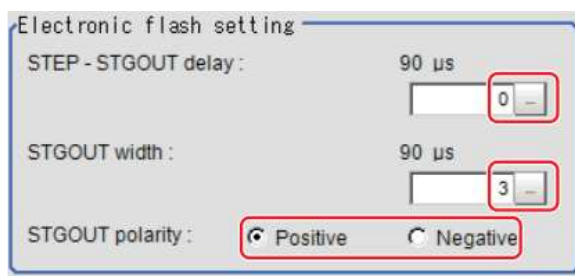 Electronic flash setting
STEP - STGOUT delay : 90 µs
0 ...
STGOUT width : 90 µs
3 ...
STGOUT polarity : Positive Negative